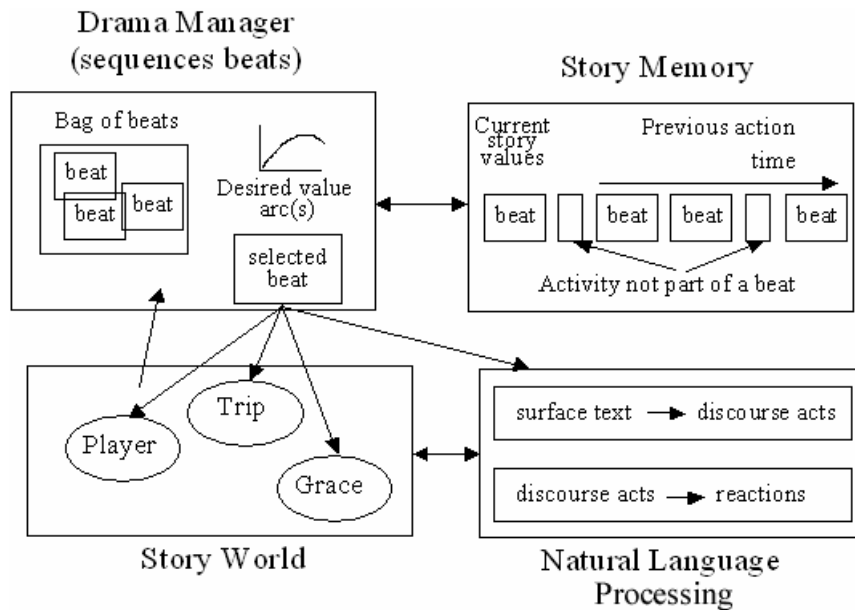 Drama Manager
(sequences beats)
Bag of beats
beat
beat
beat
Desired value
arc(s)
selected
beat
Story Memory
Current
story
values
Previous action
time
beat
beat
beat
beat
Activity not part of a beat
Player
Trip
Grace
Story World
surface text
discourse acts
discourse acts
reactions
Natural Language
Processing